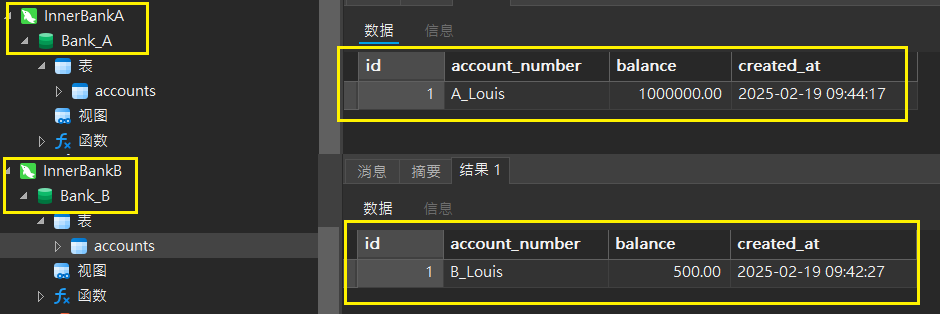 InnerBankA
Bank_A
表
accounts
视图
函数
InnerBankB
Bank_B
表
accounts
视图
函数
数据 信息
id account_number balance created_at
1 A_Louis 1000000.00 2025-02-19 09:44:17
消息 摘要 结果 1
数据 信息
id account_number balance created_at
1 B_Louis 500.00 2025-02-19 09:42:27